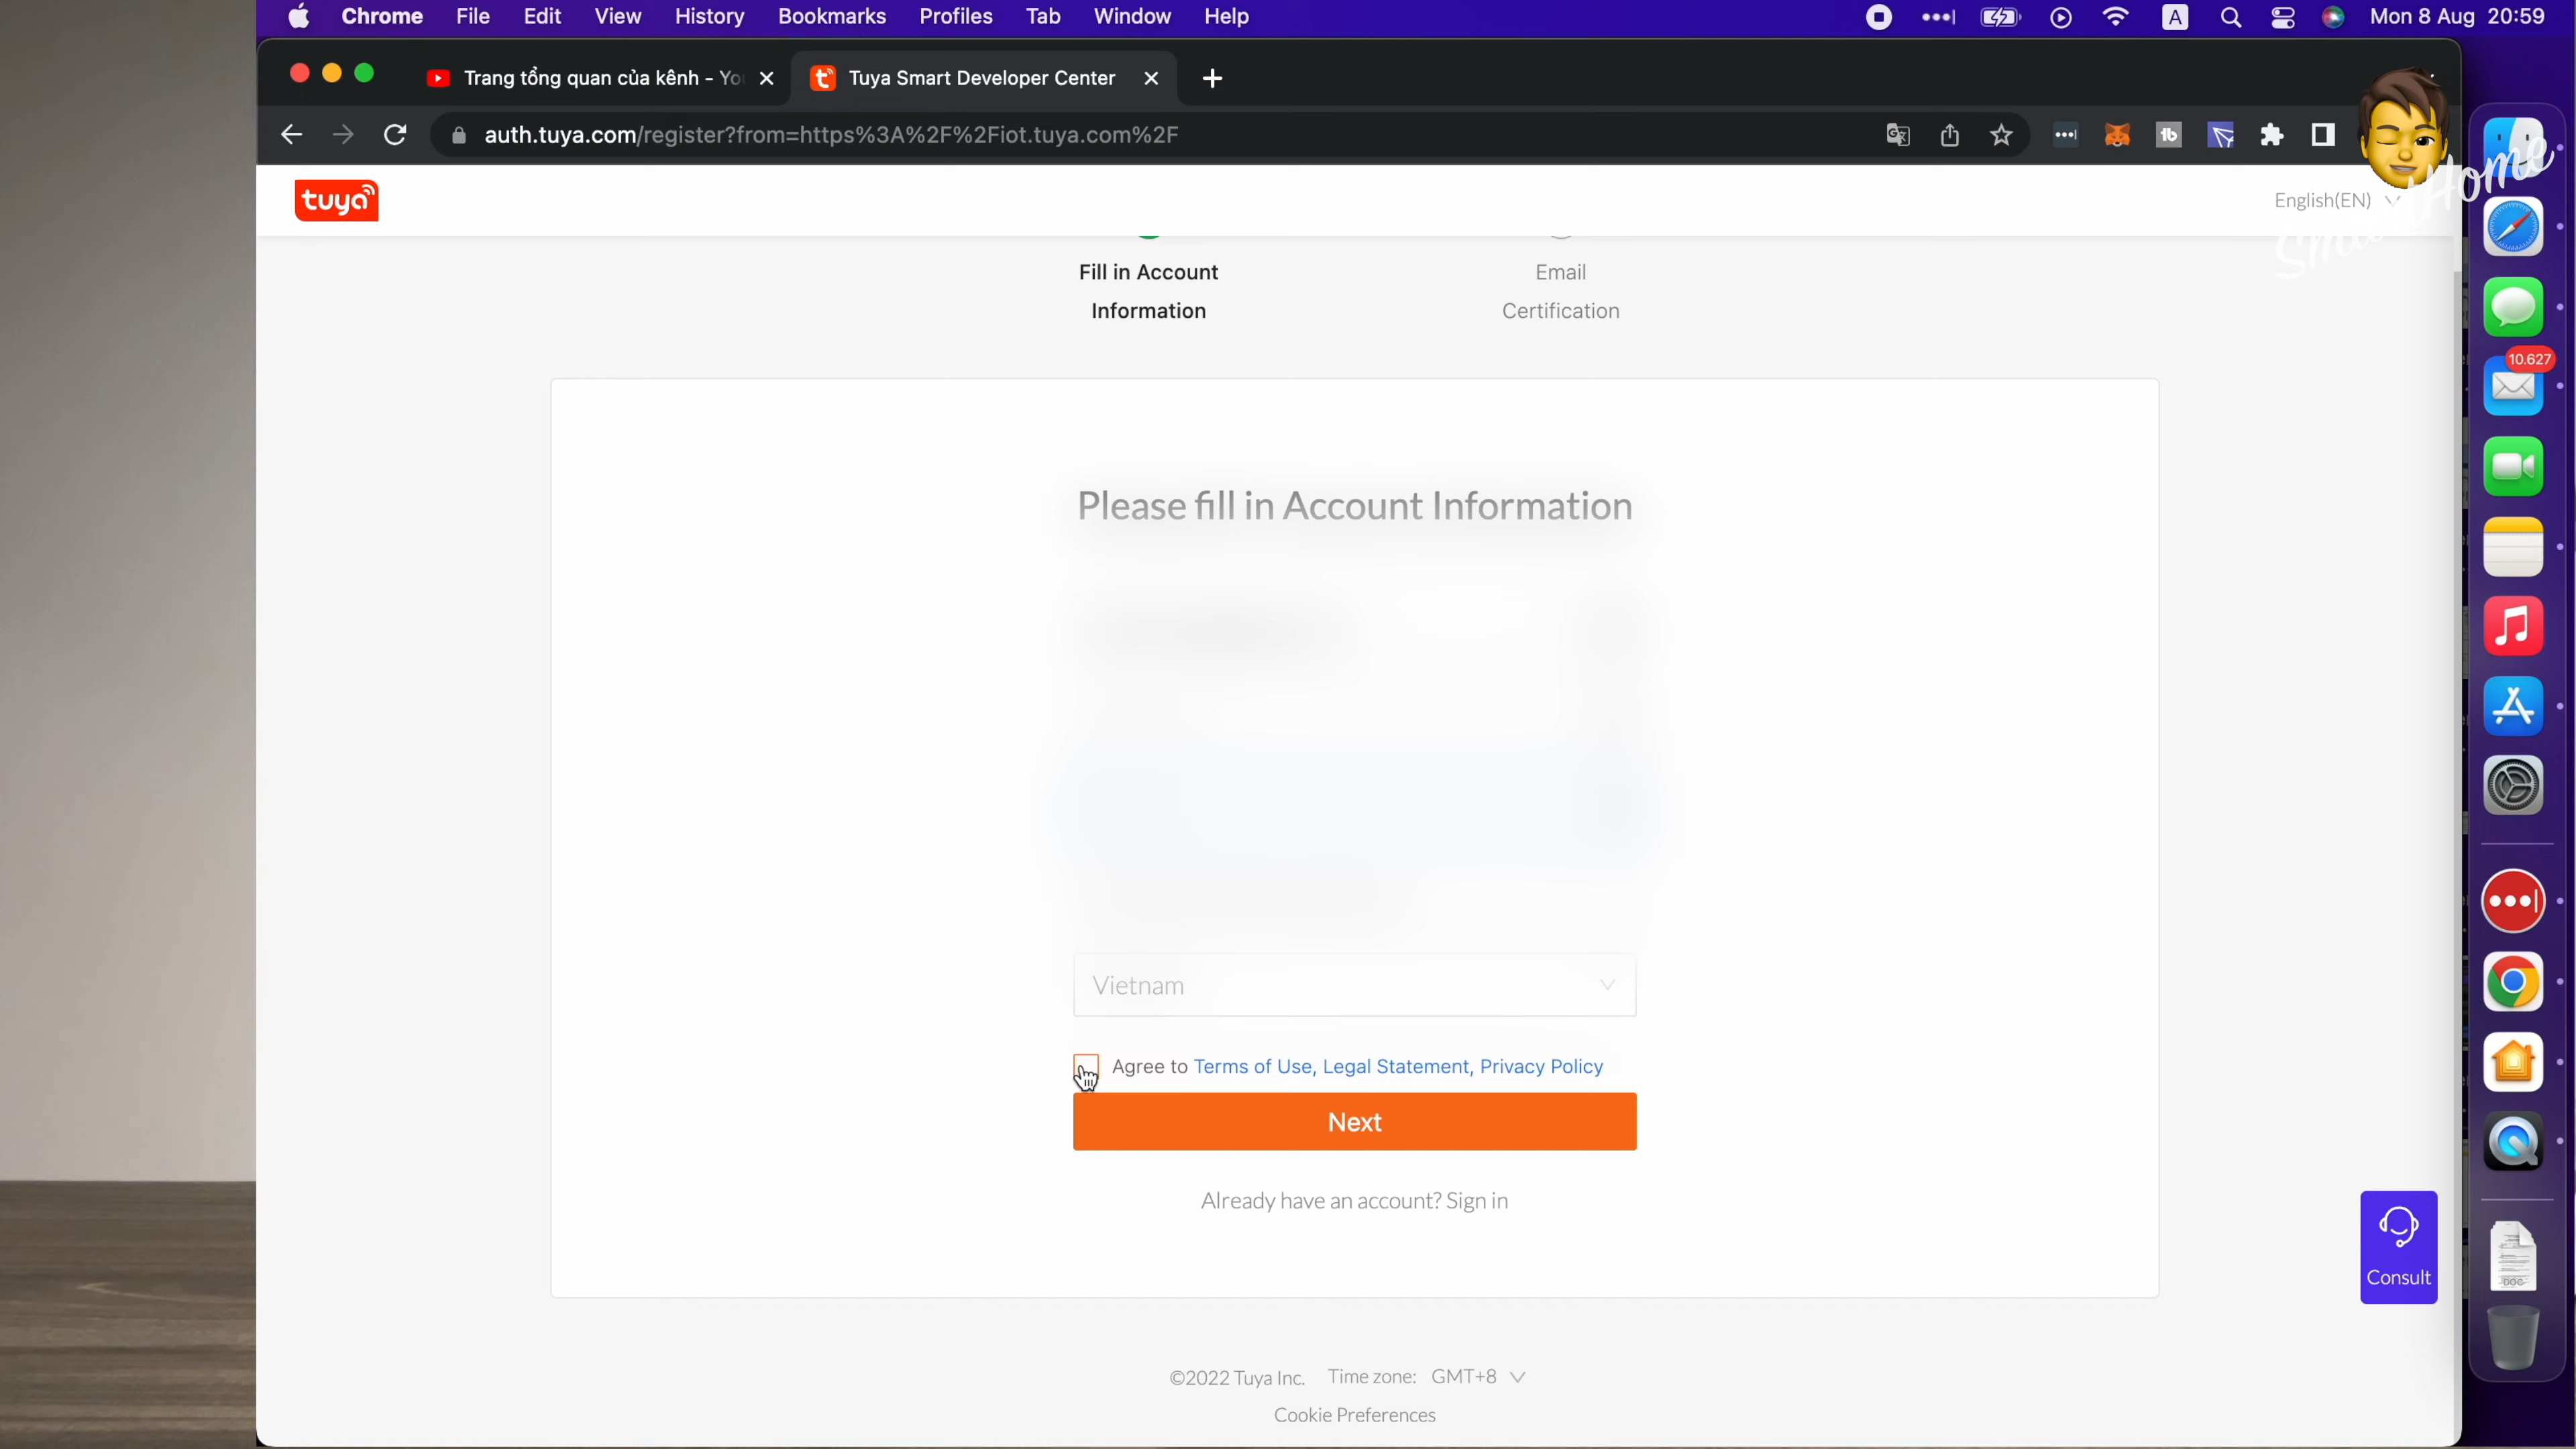 Chrome File Edit View History Bookmarks Profiles Tab Window Help A Mon 8 Aug 20:59
Trang tổng quan của kênh - You Tuya Smart Developer Center
auth.tuya.com/register?from=https%3A%2F%2Fiot.tuya.com%2F
tuya
English(EN)
Smart Home
Fill in Account
Information
Email
Certification
10.627
Please fill in Account Information
Vietnam
Agree to Terms of Use, Legal Statement, Privacy Policy
Next
Already have an account? Sign in
Consult
DOC
©2022 Tuya Inc. Time zone: GMT+8
Cookie Preferences